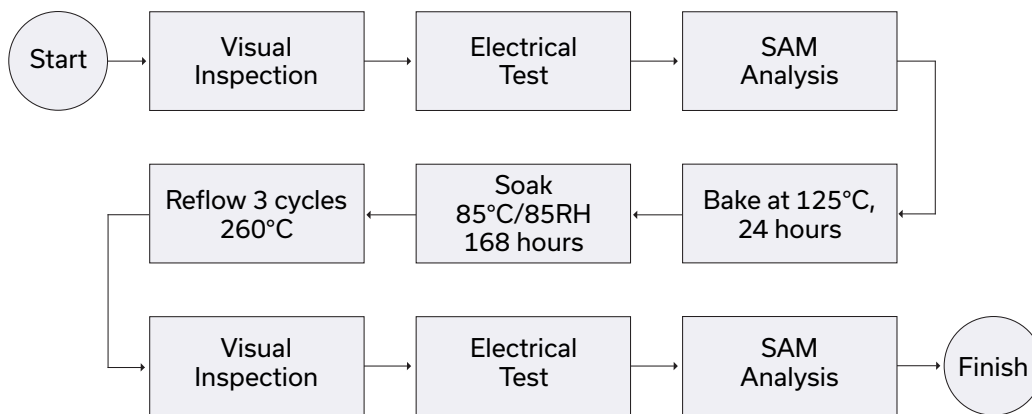 Start
Visual
Inspection
Electrical
Test
SAM
Analysis
Bake at 125°C,
24 hours
Soak
85°C/85RH
168 hours
Reflow 3 cycles
260°C
Visual
Inspection
Electrical
Test
SAM
Analysis
Finish